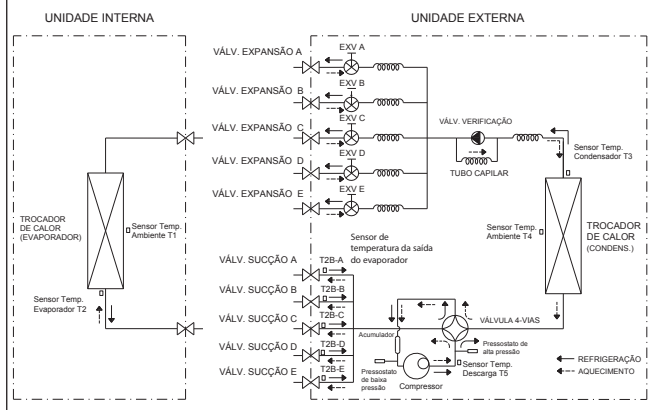 UNIDADE INTERNA
UNIDADE EXTERNA
VÁLV. EXPANSÃO A
EXV A
VÁLV. EXPANSÃO B
EXV B
VÁLV. EXPANSÃO C
EXV C
VÁLV. EXPANSÃO D
EXV D
VÁLV. EXPANSÃO E
EXV E
VÁLV. VERIFICAÇÃO
TUBO CAPILAR
Sensor Temp.
Condensador T3
TROCADOR
DE CALOR
(EVAPORADOR)
Sensor Temp.
Ambiente T1
Sensor Temp.
Evaporador T2
Sensor Temp.
Ambiente T4
TROCADOR
DE CALOR
(CONDENS.)
Sensor de
temperatura da saída
do evaporador
VÁLV. SUCÇÃO A
T2B-A
VÁLV. SUCÇÃO B
T2B-B
VÁLV. SUCÇÃO C
T2B-C
VÁLV. SUCÇÃO D
T2B-D
VÁLV. SUCÇÃO E
T2B-E
Acumulador
VÁLVULA 4-VIAS
Pressostato de
alta pressão
Pressostato
de baixa
pressão
Compressor
Sensor Temp.
Descarga T5
REFRIGERAÇÃO
AQUECIMENTO